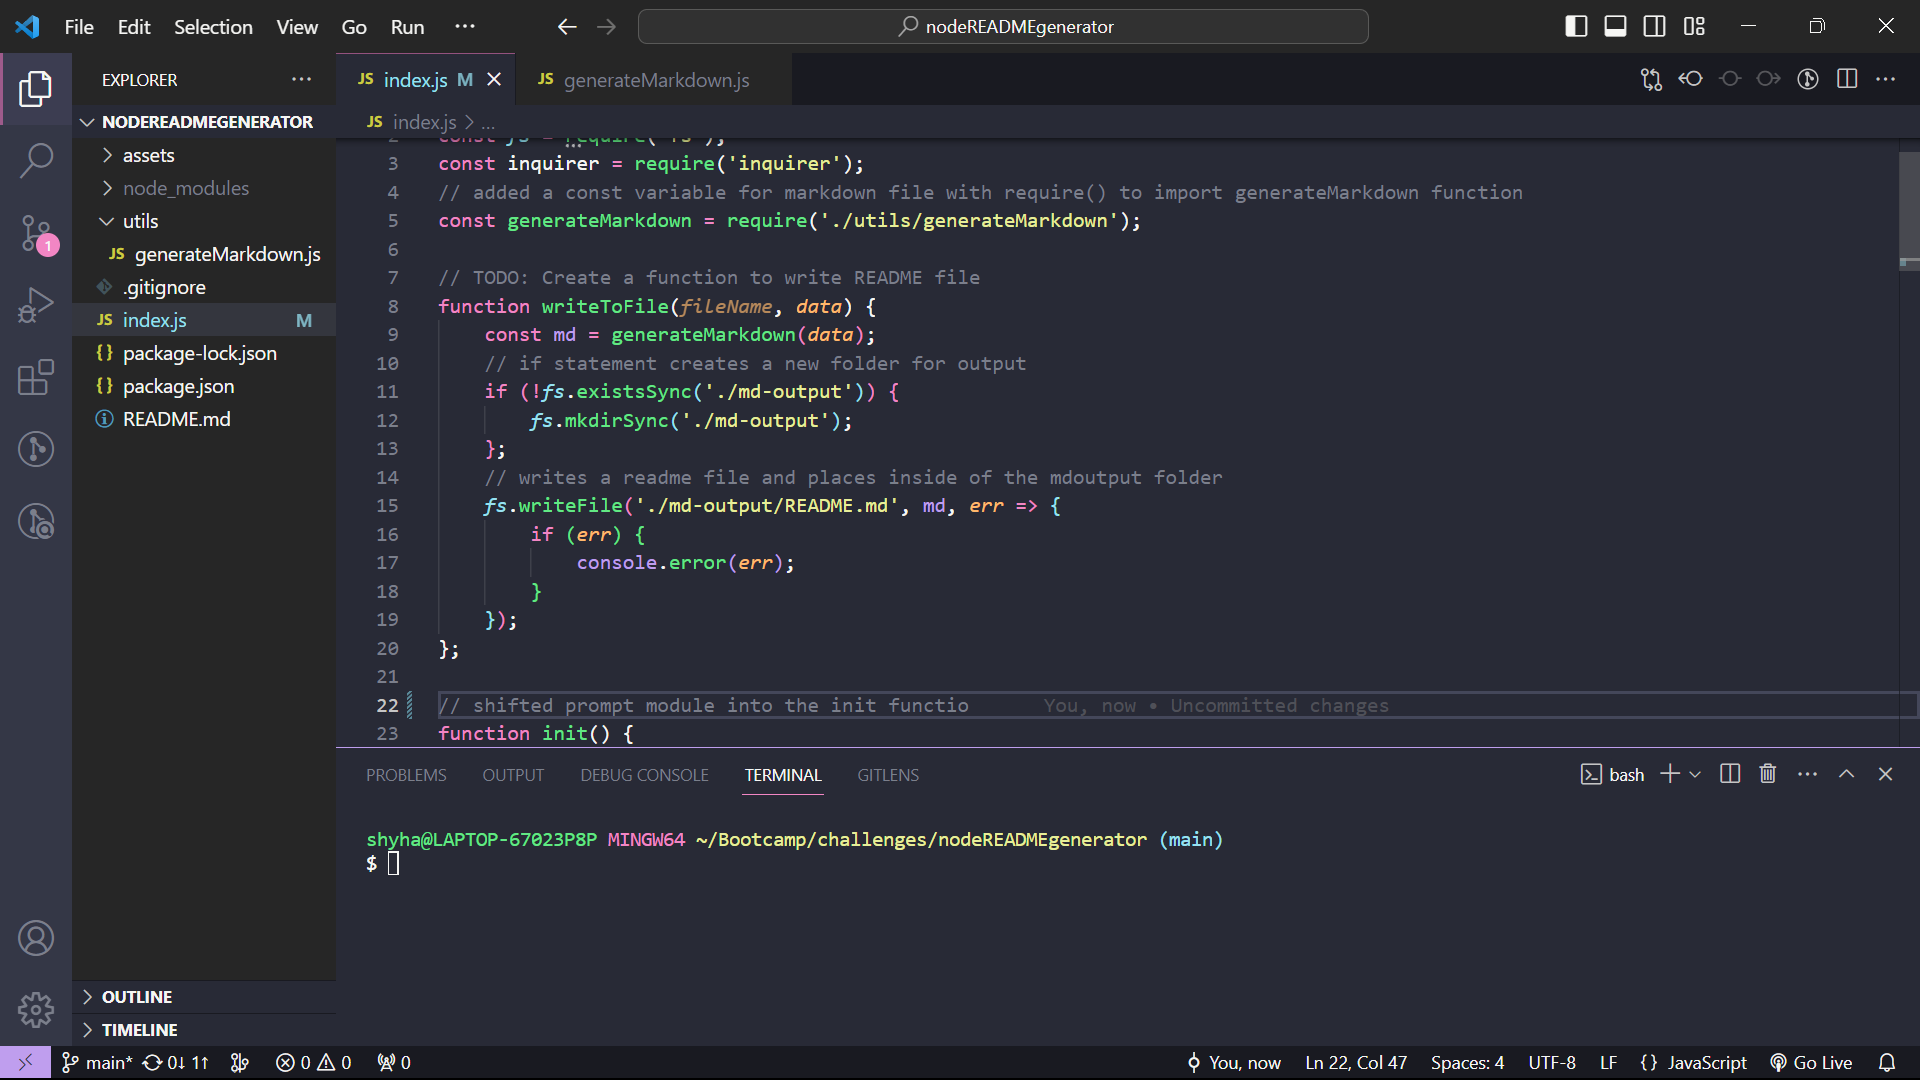 File Edit Selection View Go Run ··· nodeREADMEgenerator
EXPLORER ···
JS index.js M
JS generateMarkdown.js
NODEREADMEGENERATOR
assets
node_modules
utils
JS generateMarkdown.js
.gitignore
JS index.js M
{} package-lock.json
{} package.json
README.md
OUTLINE
TIMELINE
JS index.js > ...
2 const fs = require('fs');
3 const inquirer = require('inquirer');
4 // added a const variable for markdown file with require() to import generateMarkdown function
5 const generateMarkdown = require('./utils/generateMarkdown');
6
7 // TODO: Create a function to write README file
8 function writeToFile(fileName, data) {
9 const md = generateMarkdown(data);
10 // if statement creates a new folder for output
11 if (!fs.existsSync('./md-output')) {
12 fs.mkdirSync('./md-output');
13 };
14 // writes a readme file and places inside of the mdoutput folder
15 fs.writeFile('./md-output/README.md', md, err => {
16 if (err) {
17 console.error(err);
18 }
19 });
20 };
21
22 // shifted prompt module into the init functio You, now • Uncommitted changes
23 function init() {
PROBLEMS OUTPUT DEBUG CONSOLE TERMINAL GITLENS bash
shyha@LAPTOP-67023P8P MINGW64 ~/Bootcamp/challenges/nodeREADMEgenerator (main)
$
1
main* 0↓ 1↑ 0 0 0 You, now Ln 22, Col 47 Spaces: 4 UTF-8 LF {} JavaScript Go Live